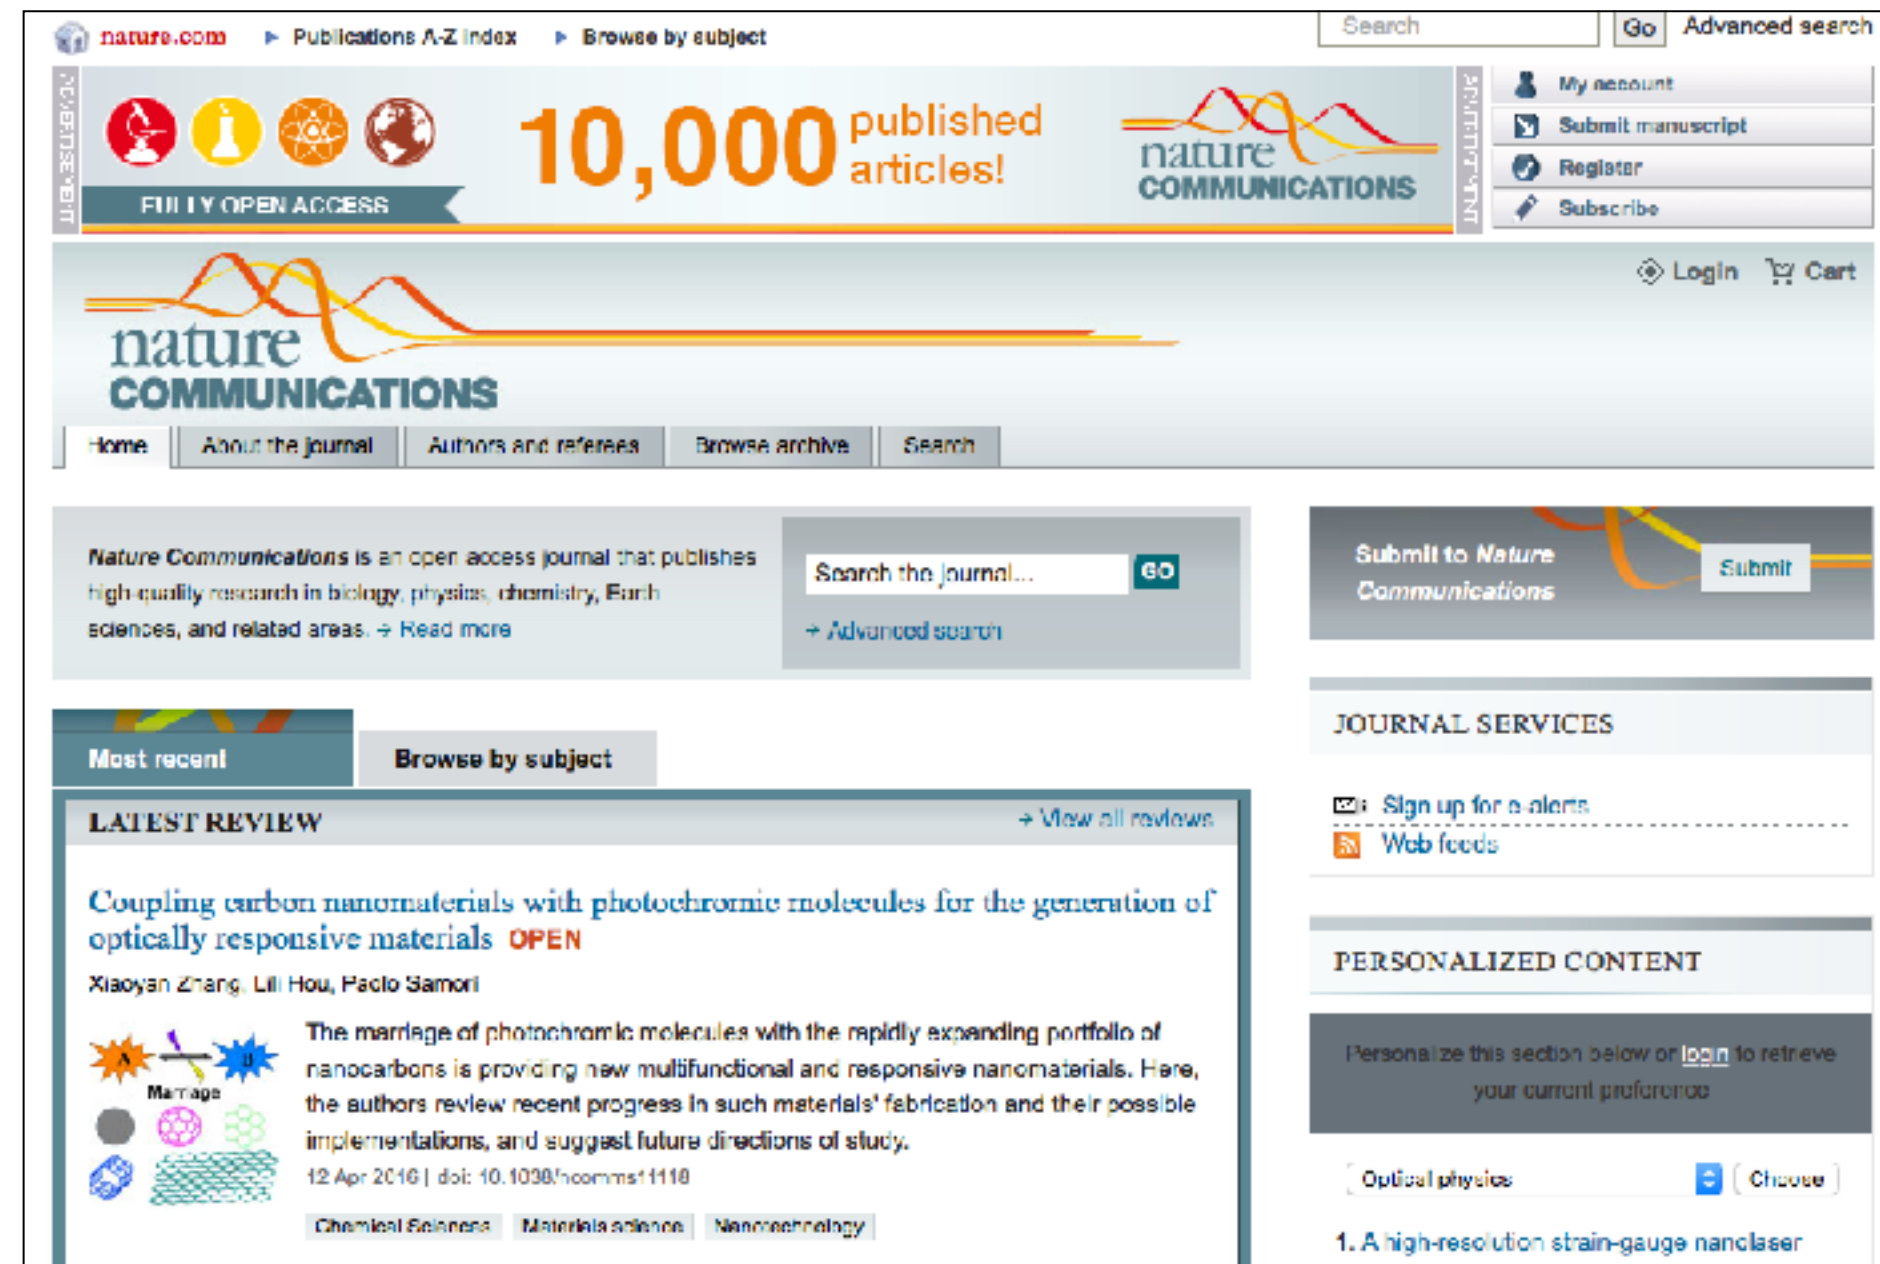 nature.com Publications A-Z index Browse by subject
Search Go Advanced search
ADVERTISEMENT
FULLY OPEN ACCESS
10,000 published articles!
nature
COMMUNICATIONS
ADVERTISEMENT
My account
Submit manuscript
Register
Subscribe
Login Cart
nature
COMMUNICATIONS
Home About the journal Authors and referees Browse archive Search
Nature Communications is an open access journal that publishes
high-quality research in biology, physics, chemistry, Earth
sciences, and related areas. → Read more
Search the journal... GO
→ Advanced search
Submit to Nature
Communications
Submit
Most recent Browse by subject
LATEST REVIEW → View all reviews
Coupling carbon nanomaterials with photochromic molecules for the generation of
optically responsive materials OPEN
Xiaoyan Zhang, Lili Hou, Paolo Samorì
A B
Marriage
The marriage of photochromic molecules with the rapidly expanding portfolio of
nanocarbons is providing new multifunctional and responsive nanomaterials. Here,
the authors review recent progress in such materials' fabrication and their possible
implementations, and suggest future directions of study.
12 Apr 2016 | doi: 10.1038/ncomms11118
Chemical Sciences Materials science Nanotechnology
JOURNAL SERVICES
Sign up for e-alerts
Web feeds
PERSONALIZED CONTENT
Personalize this section below or login to retrieve
your current preference
Optical physics Choose
1. A high-resolution strain-gauge nanolaser